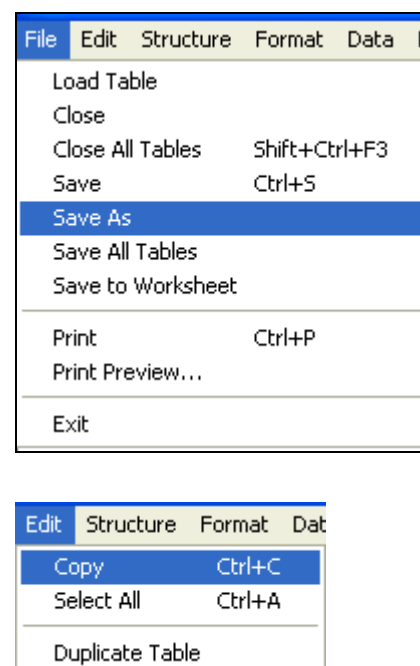 File Edit Structure Format Data
Load Table
Close
Close All Tables Shift+Ctrl+F3
Save Ctrl+S
Save As
Save All Tables
Save to Worksheet
Print Ctrl+P
Print Preview...
Exit
Edit Structure Format Dat
Copy Ctrl+C
Select All Ctrl+A
Duplicate Table